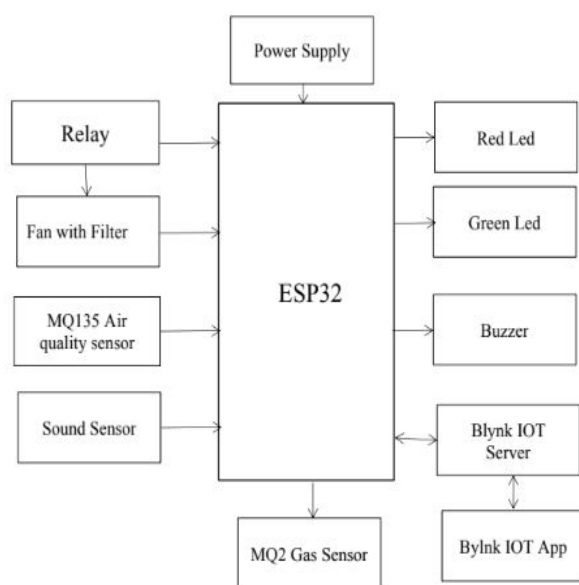 Power Supply
Relay
Fan with Filter
MQ135 Air
quality sensor
Sound Sensor
ESP32
Red Led
Green Led
Buzzer
Blynk IOT
Server
Bylnk IOT App
MQ2 Gas Sensor